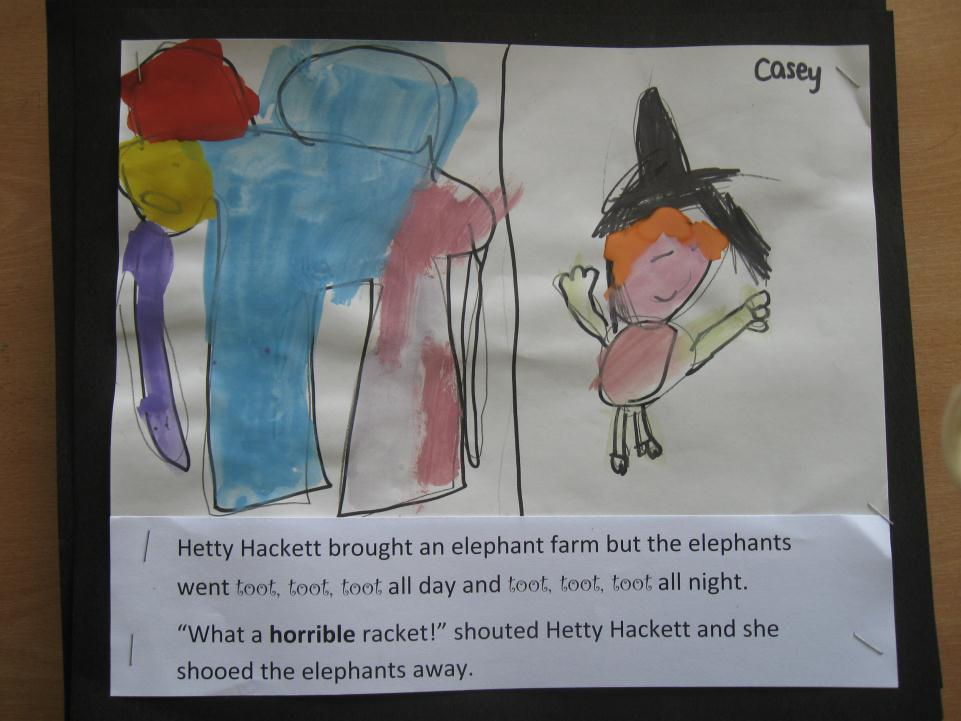 Casey
Hetty Hackett brought an elephant farm but the elephants
went toot, toot, toot all day and toot, toot, toot all night.
“What a horrible racket!” shouted Hetty Hackett and she
shooed the elephants away.